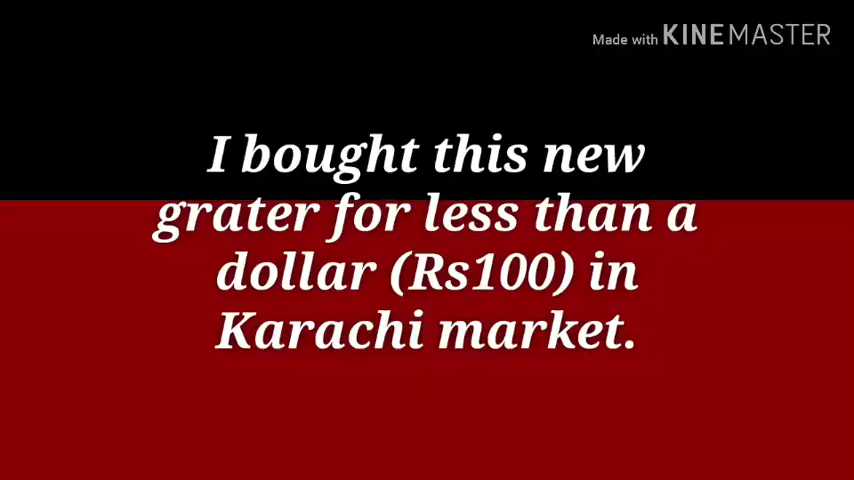 Made with KINEMASTER
I bought this new
grater for less than a
dollar (Rs100) in
Karachi market.